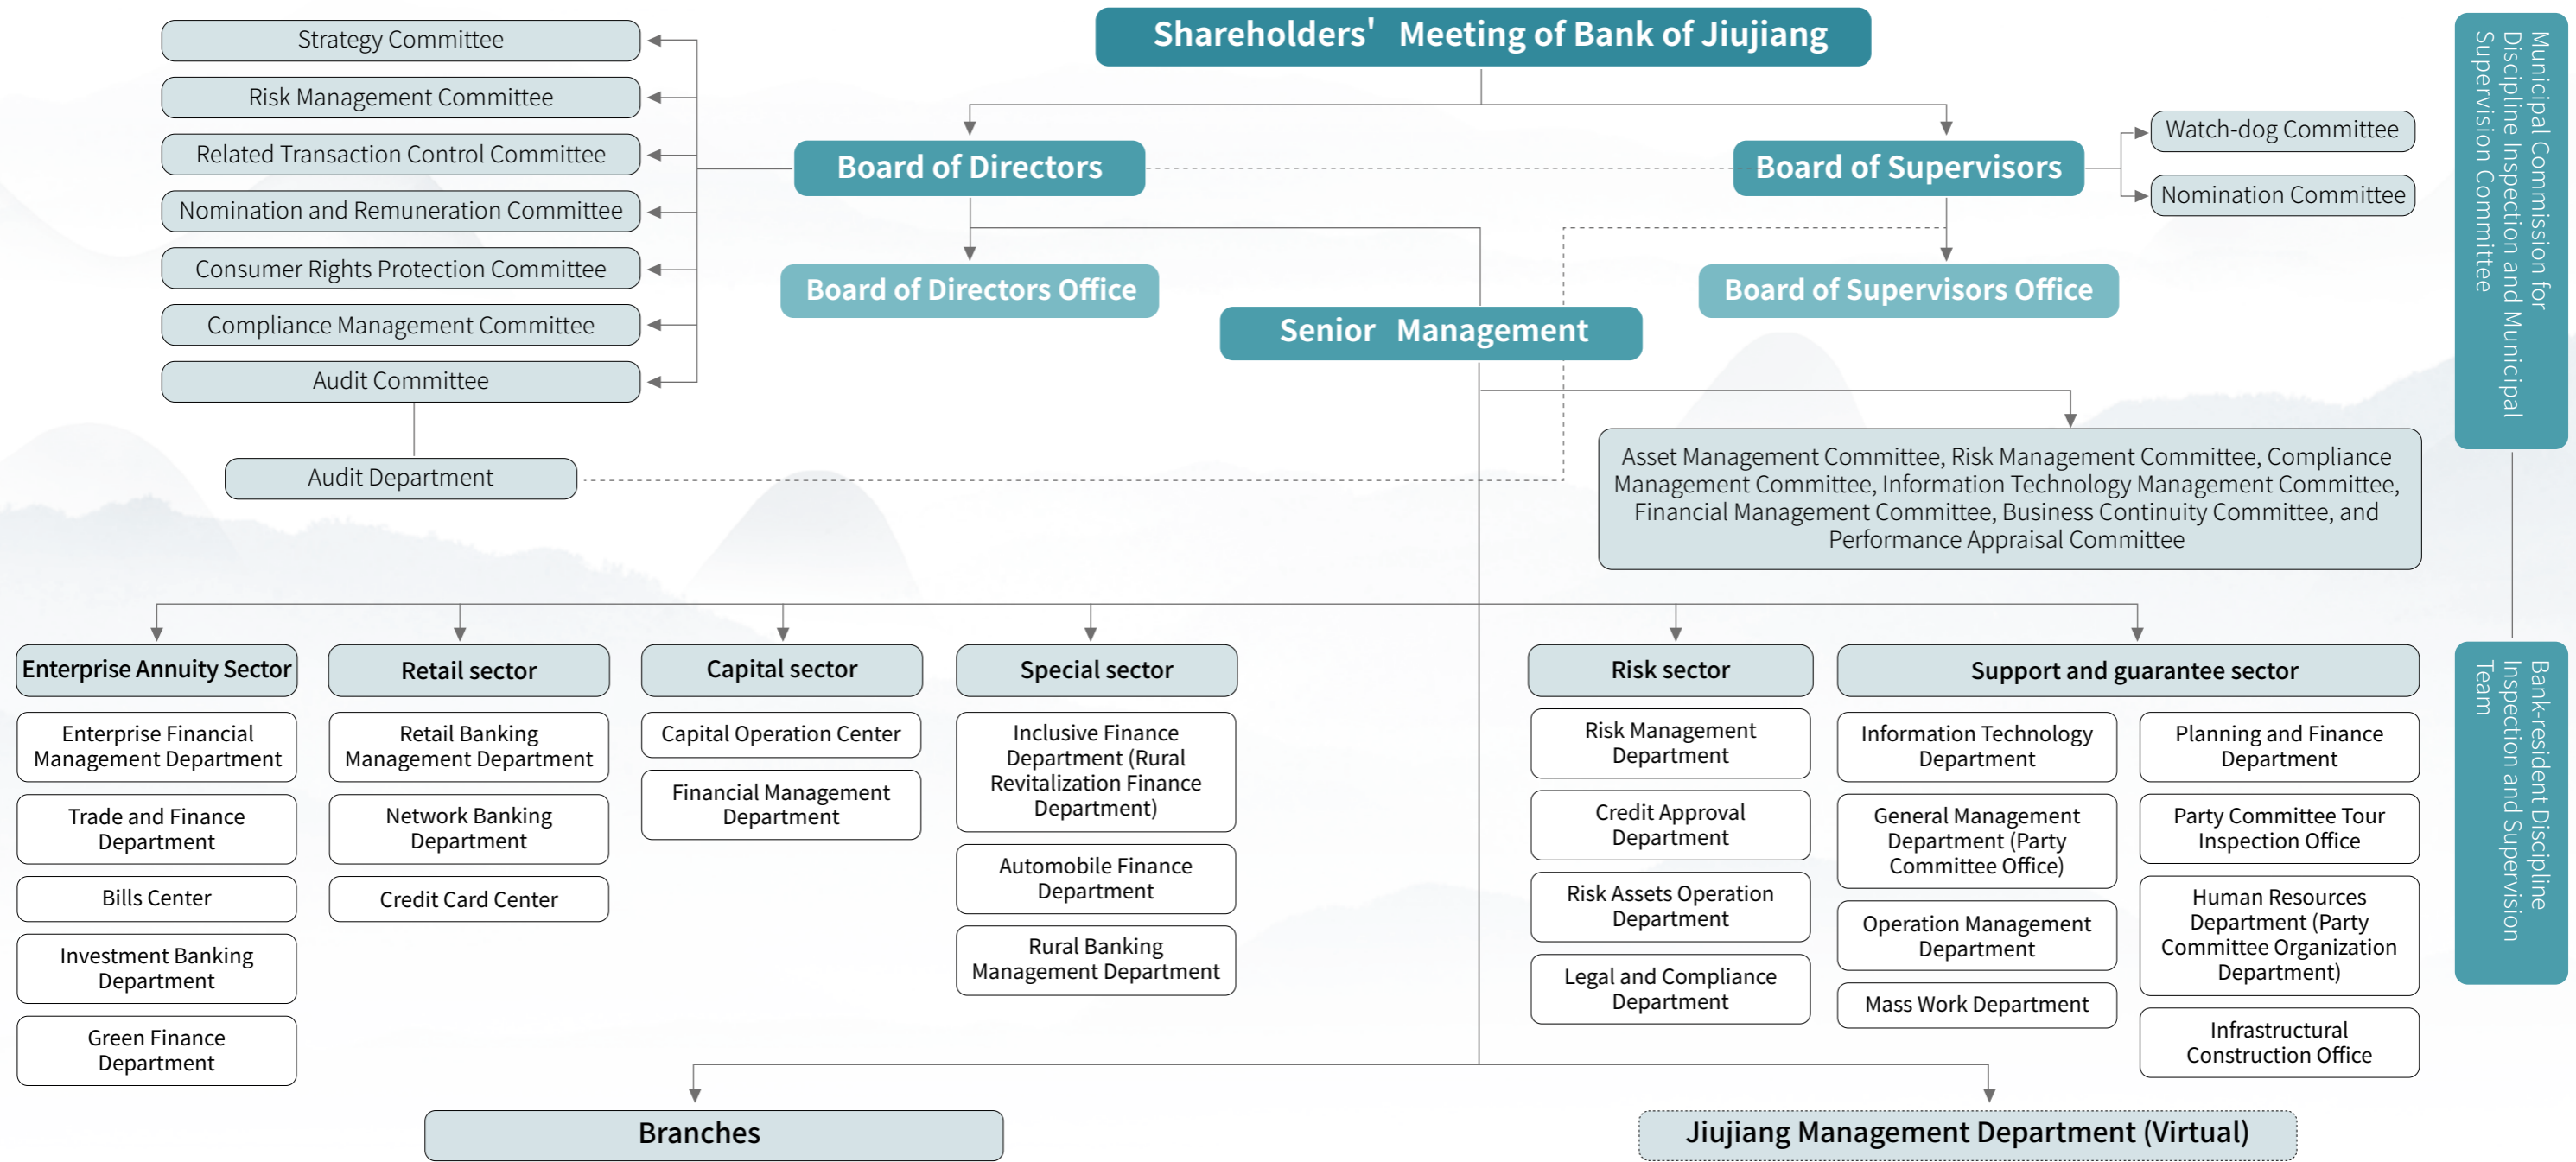 Shareholders' Meeting of Bank of Jiujiang
Strategy Committee
Risk Management Committee
Related Transaction Control Committee
Nomination and Remuneration Committee
Consumer Rights Protection Committee
Compliance Management Committee
Audit Committee
Audit Department
Board of Directors
Board of Supervisors
Watch-dog Committee
Nomination Committee
Board of Directors Office
Board of Supervisors Office
Senior Management
Asset Management Committee, Risk Management Committee, Compliance
Management Committee, Information Technology Management Committee,
Financial Management Committee, Business Continuity Committee, and
Performance Appraisal Committee
Municipal Commission for
Discipline Inspection and Municipal
Supervision Committee
Bank-resident Discipline
Inspection and Supervision
Team
Enterprise Annuity Sector
Enterprise Financial
Management Department
Trade and Finance
Department
Bills Center
Investment Banking
Department
Green Finance
Department
Retail sector
Retail Banking
Management Department
Network Banking
Department
Credit Card Center
Capital sector
Capital Operation Center
Financial Management
Department
Special sector
Inclusive Finance
Department (Rural
Revitalization Finance
Department)
Automobile Finance
Department
Rural Banking
Management Department
Risk sector
Risk Management
Department
Credit Approval
Department
Risk Assets Operation
Department
Legal and Compliance
Department
Support and guarantee sector
Information Technology
Department
General Management
Department (Party
Committee Office)
Operation Management
Department
Mass Work Department
Planning and Finance
Department
Party Committee Tour
Inspection Office
Human Resources
Department (Party
Committee Organization
Department)
Infrastructural
Construction Office
Branches
Jiujiang Management Department (Virtual)